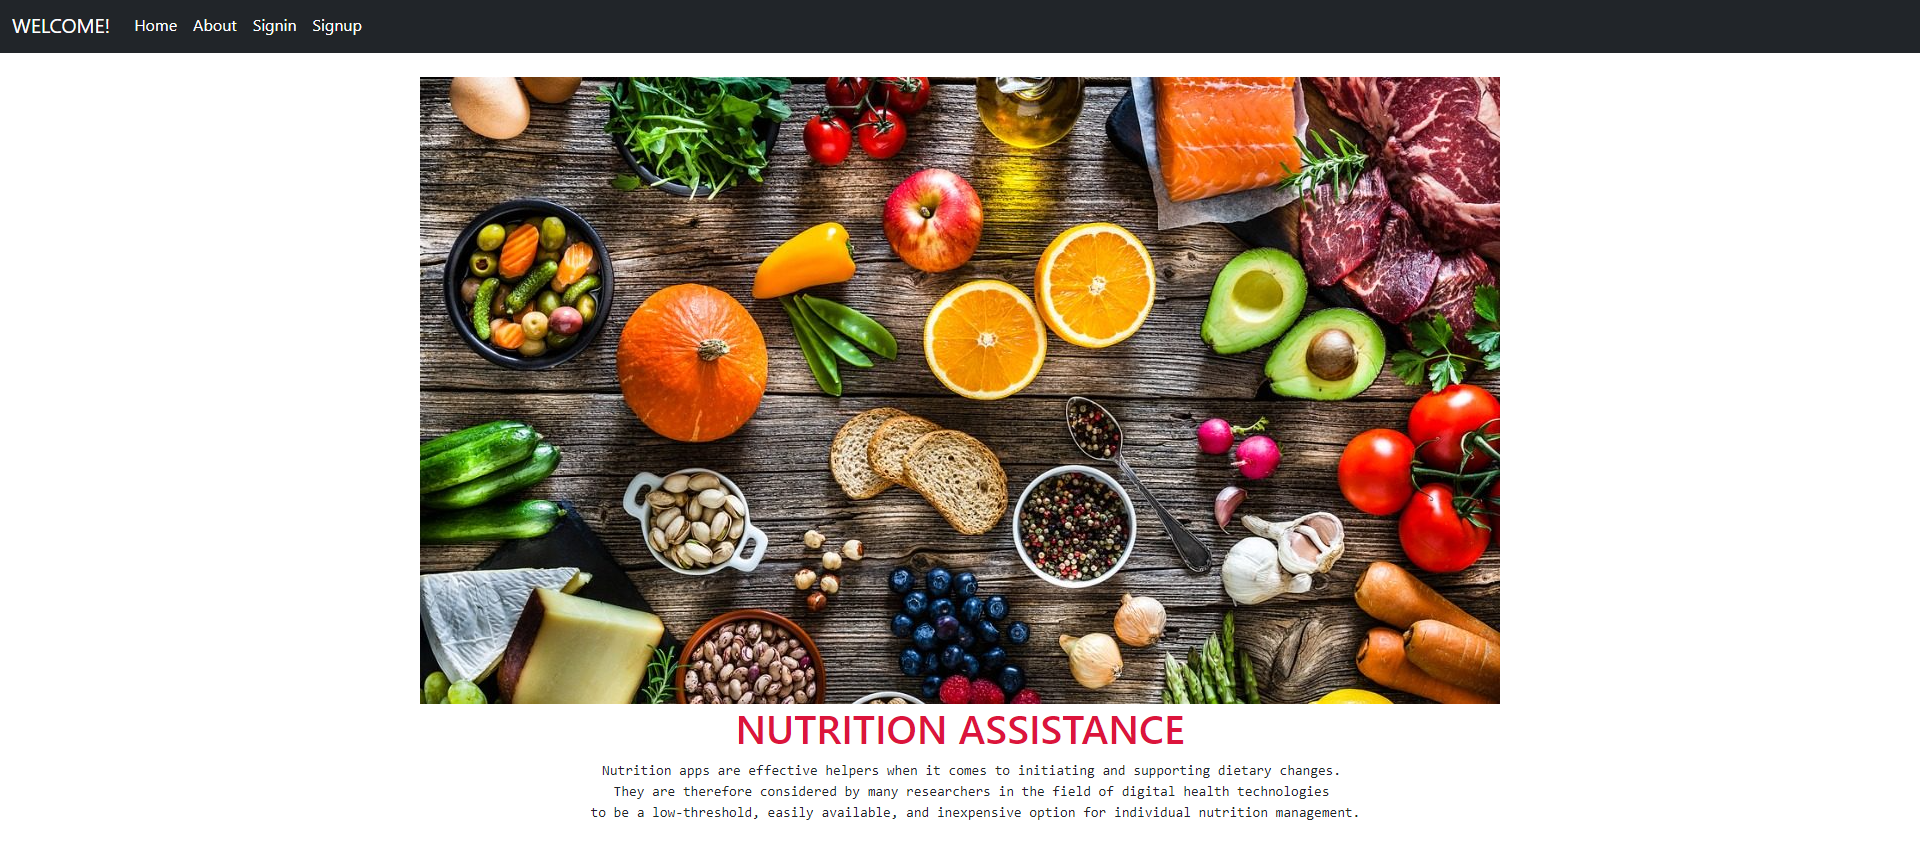 WELCOME! Home About Signin Signup
NUTRITION ASSISTANCE
Nutrition apps are effective helpers when it comes to initiating and supporting dietary changes.
They are therefore considered by many researchers in the field of digital health technologies
to be a low-threshold, easily available, and inexpensive option for individual nutrition management.